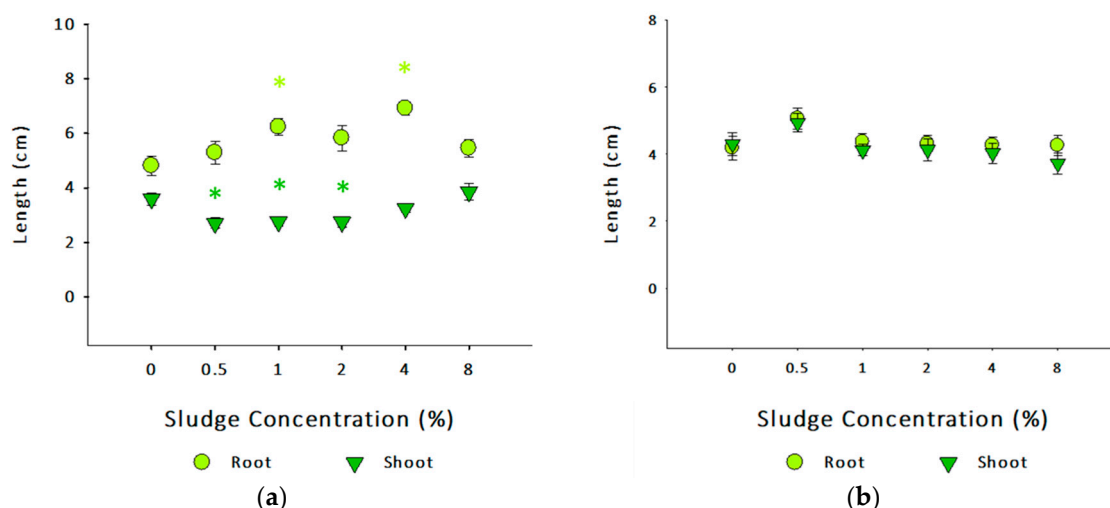 10
8
6
4
2
0
Length (cm)
* *
* * *
0 0.5 1 2 4 8
Sludge Concentration (%)
Root Shoot
(a)
8
6
4
2
0
Length (cm)
0 0.5 1 2 4 8
Sludge Concentration (%)
Root Shoot
(b)